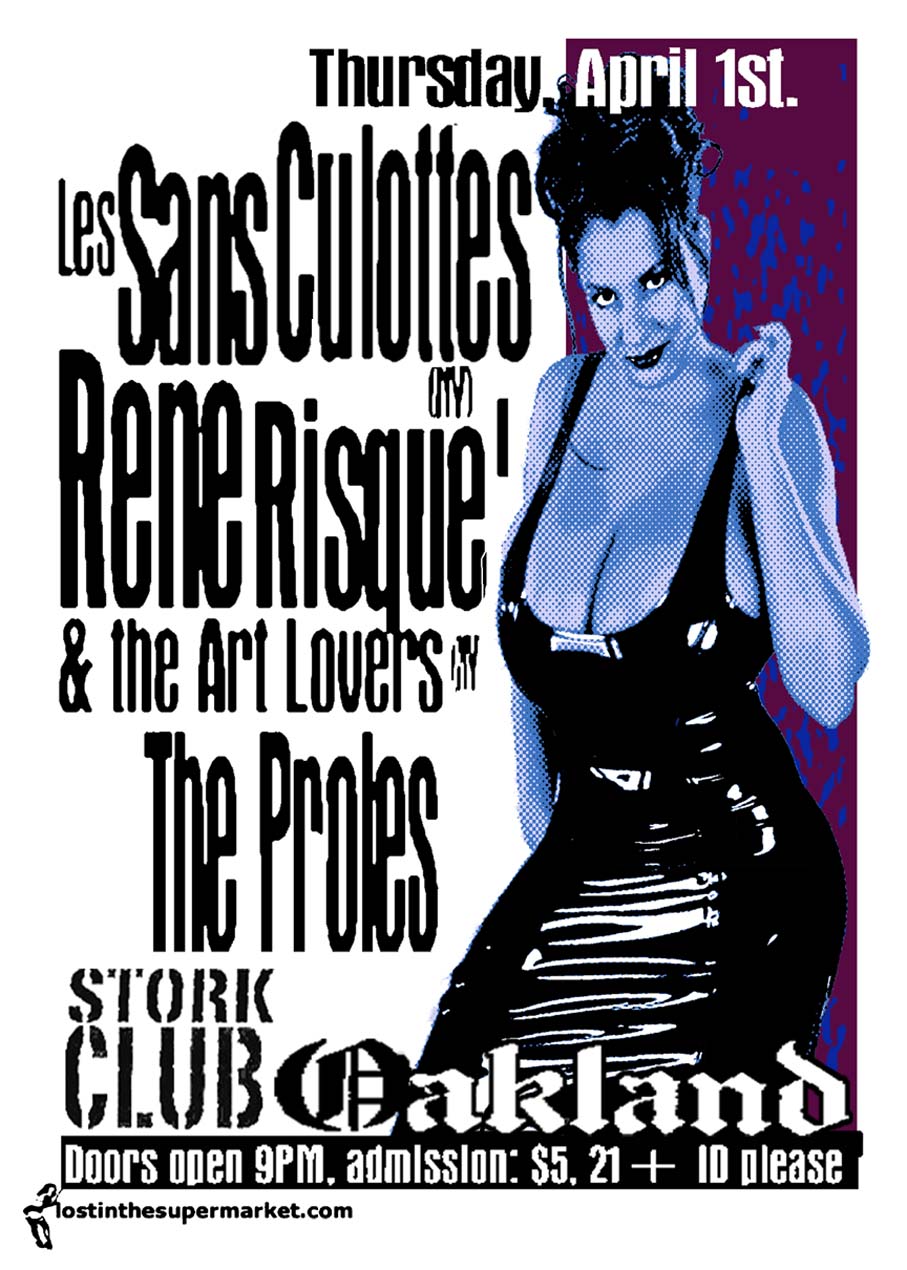 Thursday, April 1st.
Les Sans Culottes
(NY)
Rene Risque'
& the Art Lovers
The Proles
STORK
CLUB Oakland
Doors open 9PM, admission: $5, 21 + ID please
lostinthesupermarket.com